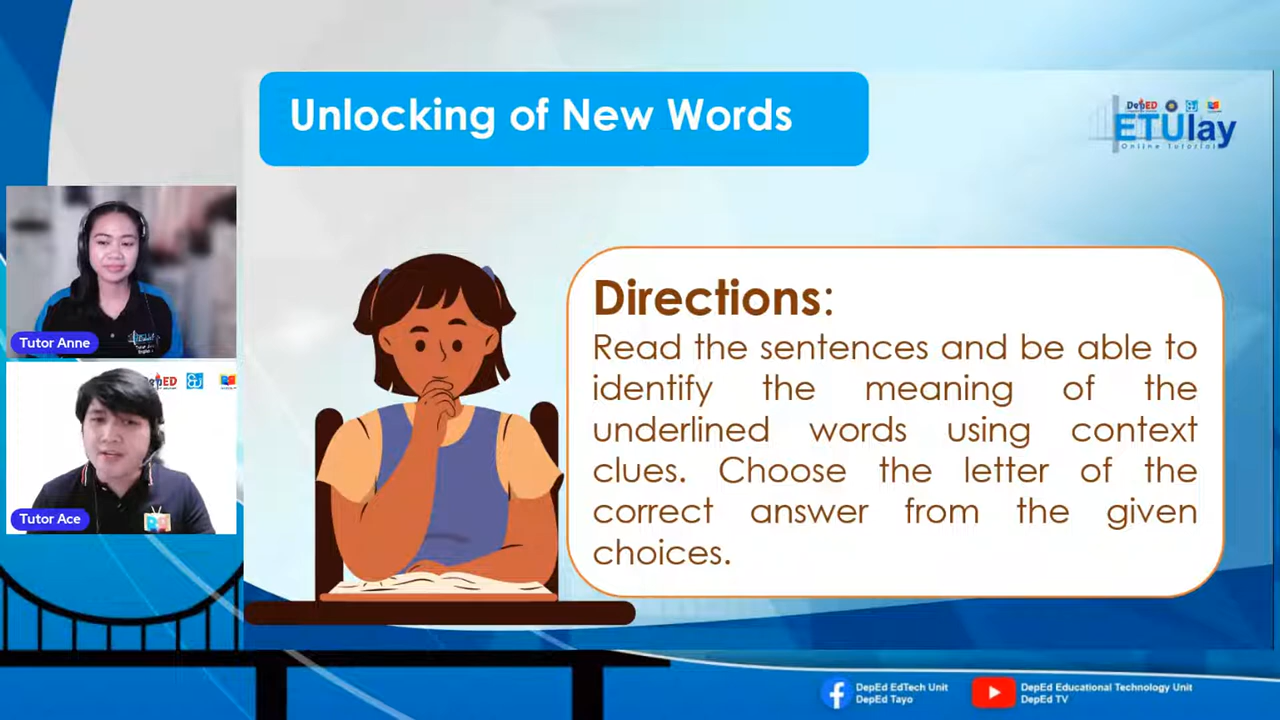 Unlocking of New Words
DepED
ETUlay
Online Tutorial
Directions:
Read the sentences and be able to
identify the meaning of the
underlined words using context
clues. Choose the letter of the
correct answer from the given
choices.
Tutor Anne
DepED
Tutor Ace
DepEd EdTech Unit
DepEd Tayo
DepEd Educational Technology Unit
DepEd TV